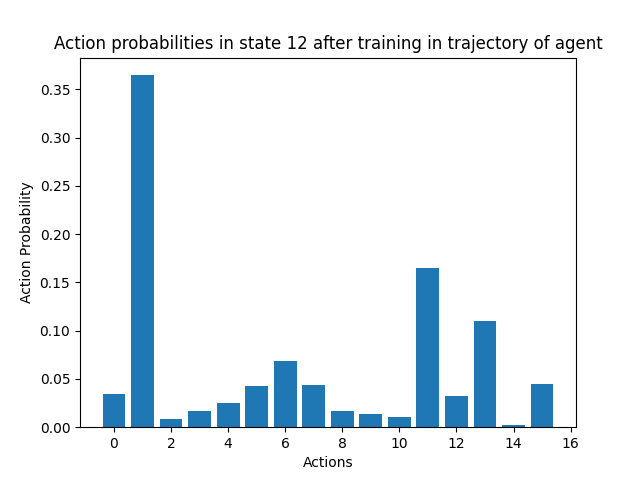 Action probabilities in state 12 after training in trajectory of agent
Action Probability
0.35
0.30
0.25
0.20
0.15
0.10
0.05
0.00
0 2 4 6 8 10 12 14 16
Actions